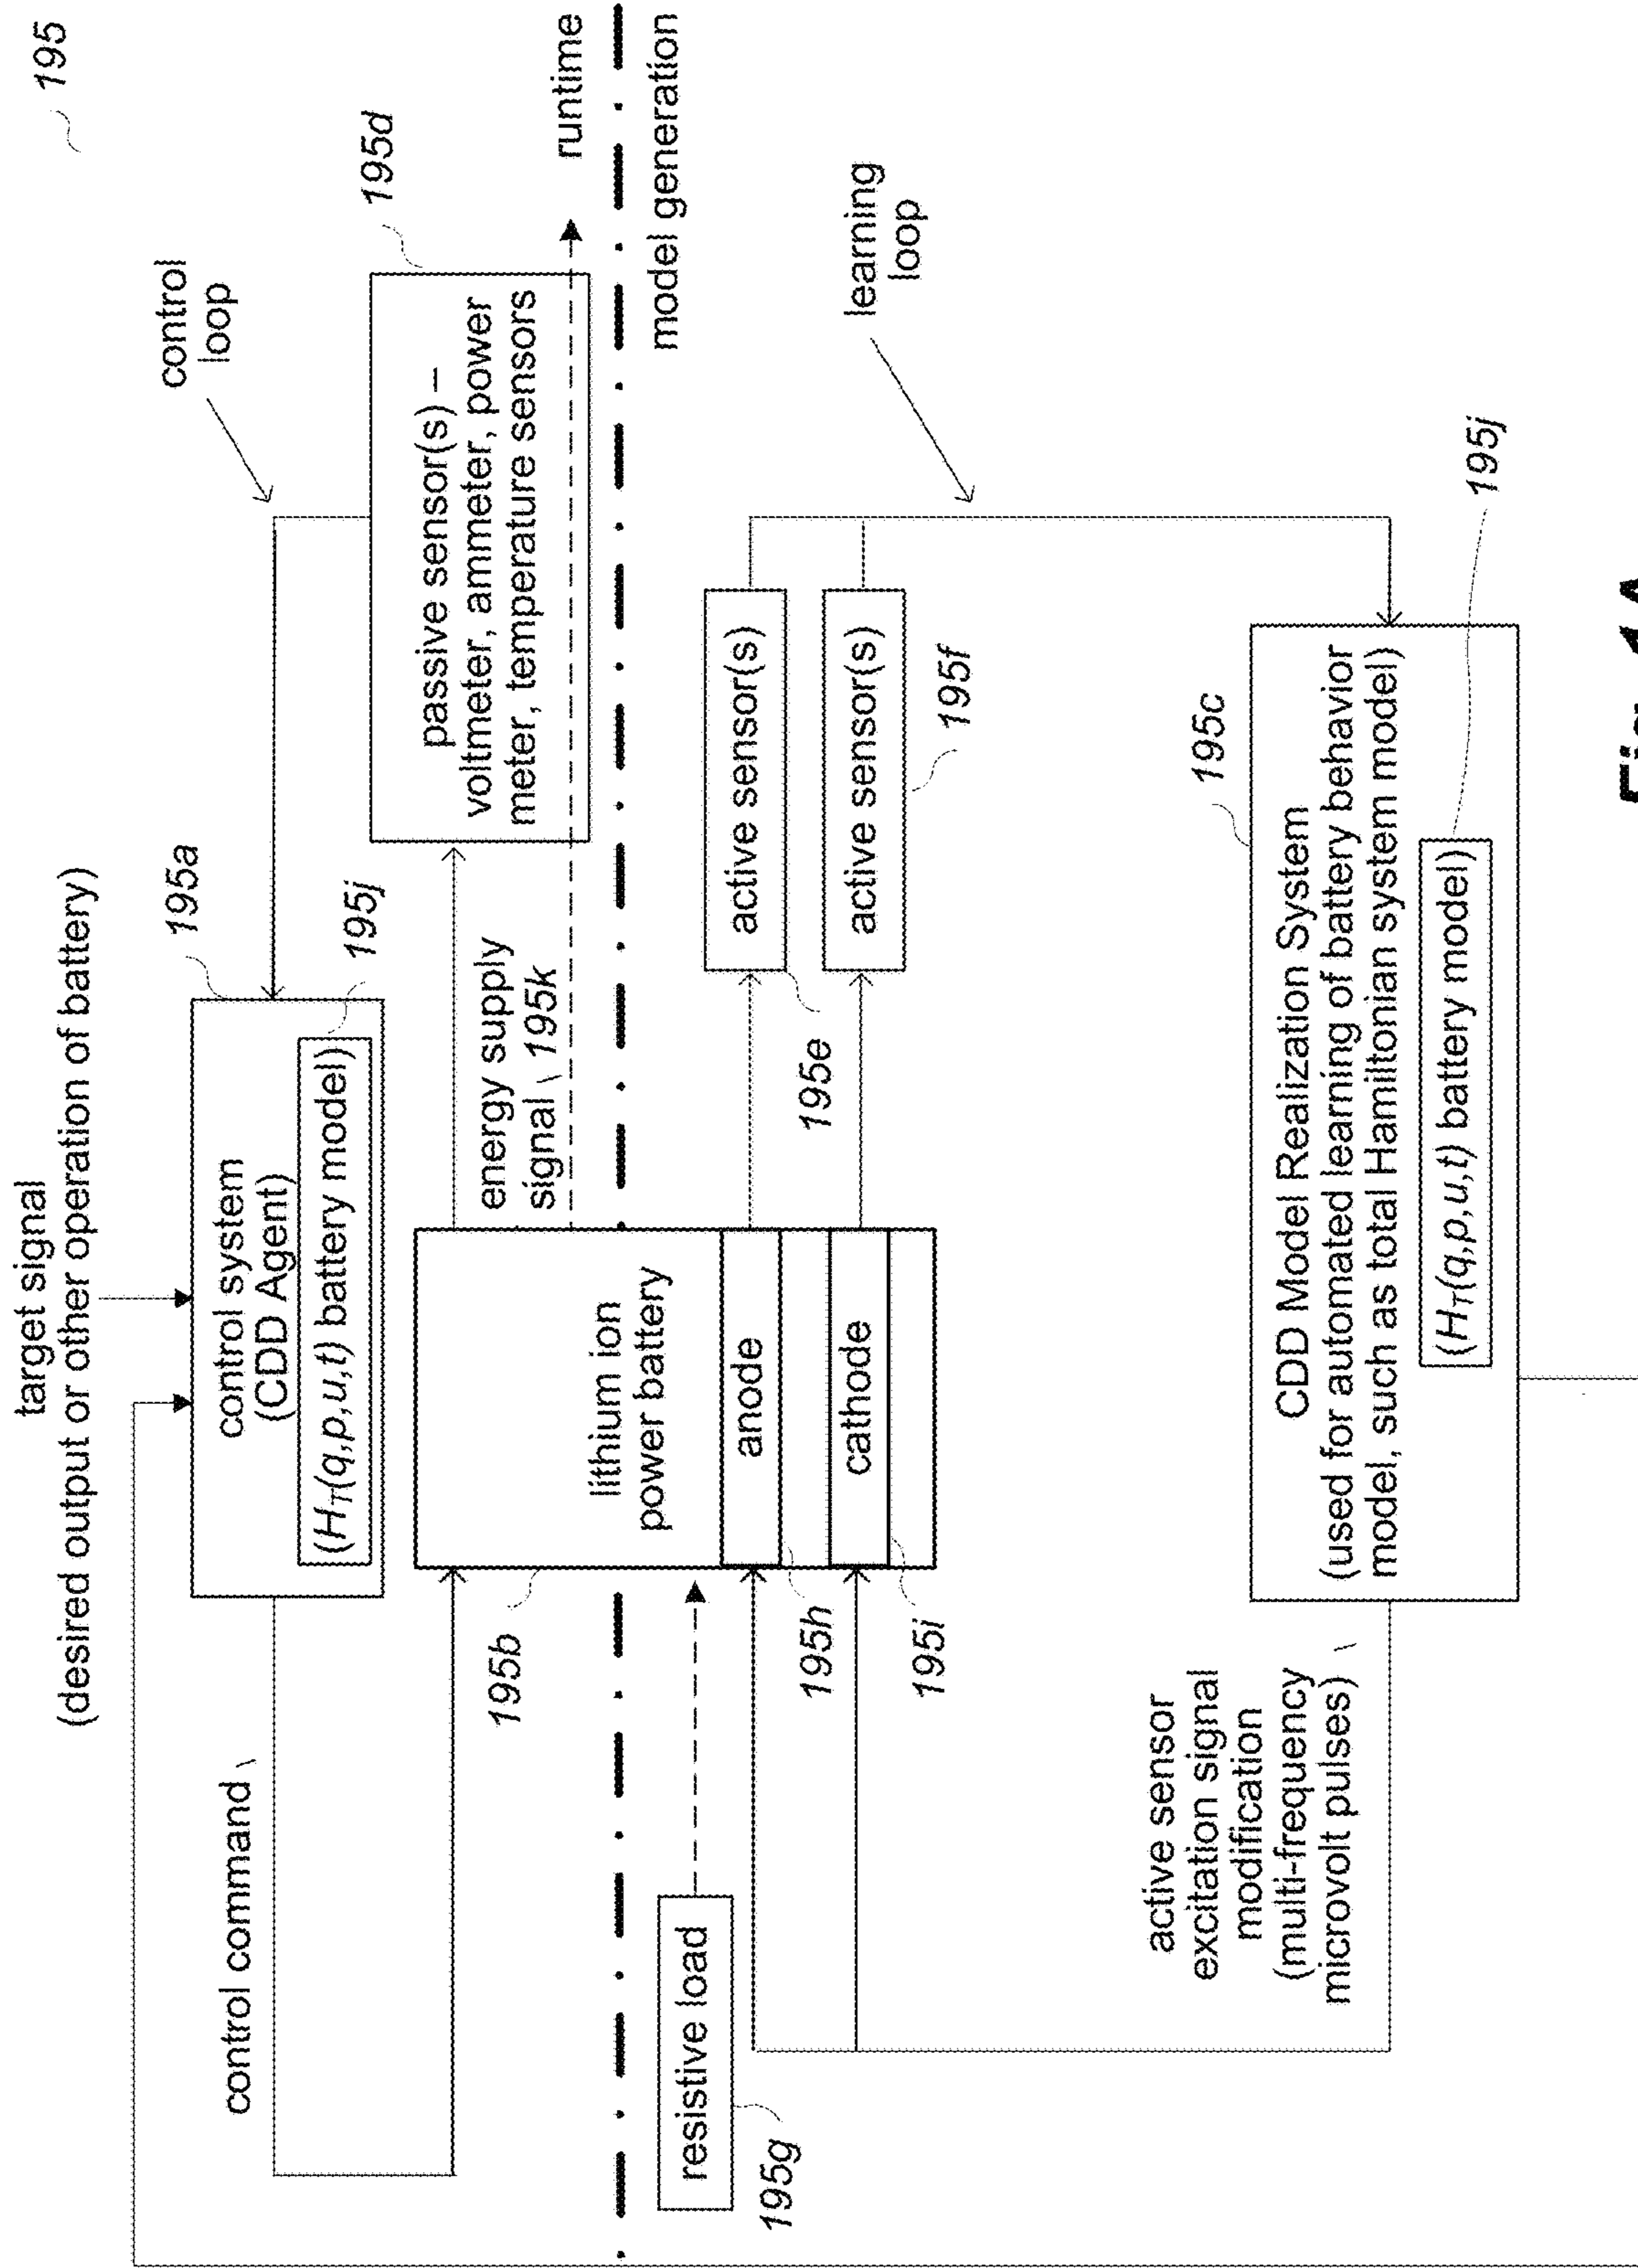 195
target signal
(desired output or other operation of battery)
control
loop
195a
control system
(CDD Agent)
(H_T(q,p,u,t) battery model)
195j
control command
195d
passive sensor(s) –
voltmeter, ammeter, power
meter, temperature sensors
energy supply
signal
195k
runtime
model generation
195b
lithium ion
power battery
anode
cathode
195h
195i
resistive load
195g
active sensor(s)
195e
active sensor(s)
195f
learning
loop
active sensor
excitation signal
modification
(multi-frequency
microvolt pulses)
195c
CDD Model Realization System
(used for automated learning of battery behavior
model, such as total Hamiltonian system model)
(H_T(q,p,u,t) battery model)
195j
Fig. 1A